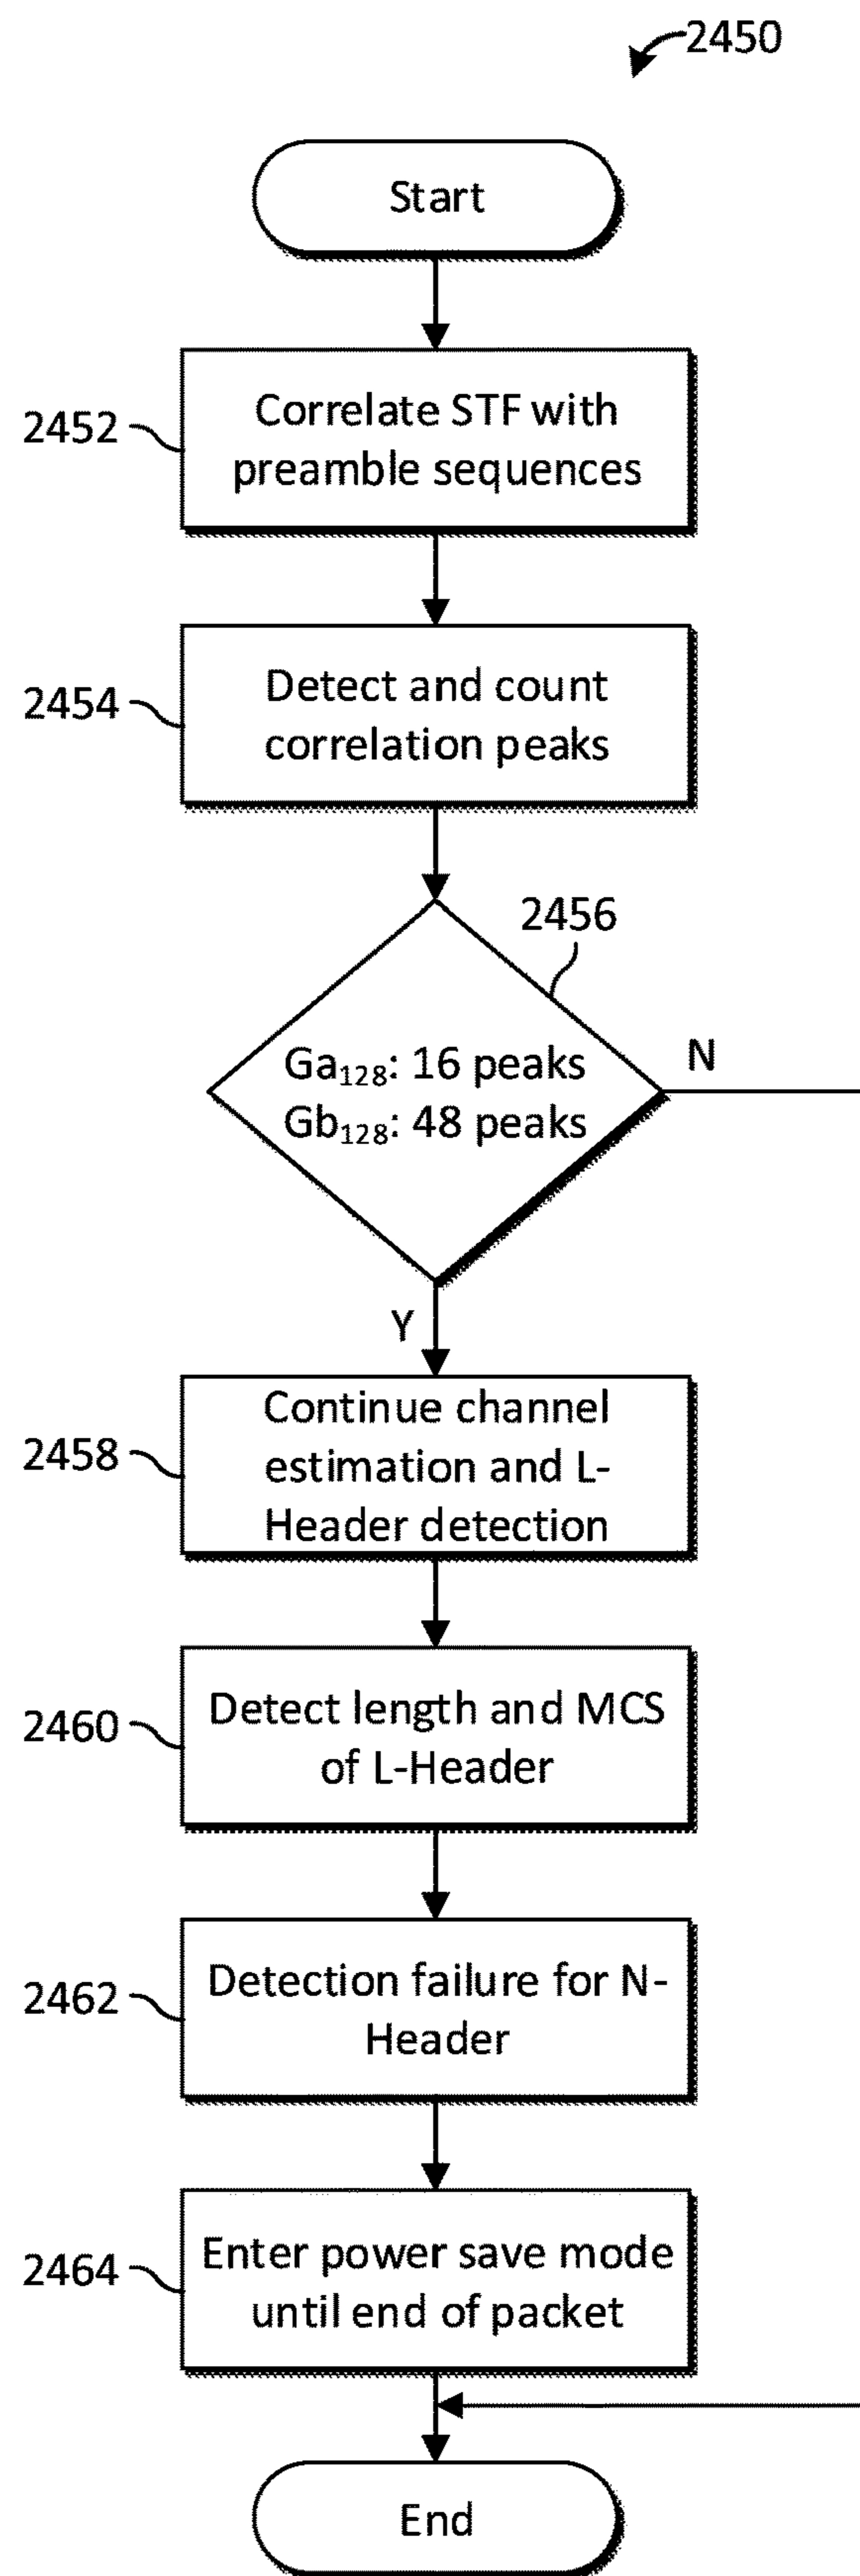 2450
Start
2452
Correlate STF with
preamble sequences
2454
Detect and count
correlation peaks
2456
Ga₁₂₈: 16 peaks
Gb₁₂₈: 48 peaks
N
Y
2458
Continue channel
estimation and L-
Header detection
2460
Detect length and MCS
of L-Header
2462
Detection failure for N-
Header
2464
Enter power save mode
until end of packet
End